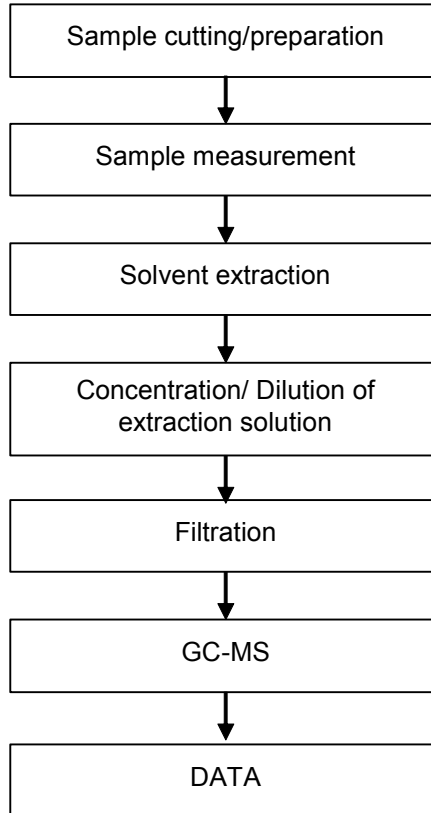 Sample cutting/preparation
Sample measurement
Solvent extraction
Concentration/ Dilution of
extraction solution
Filtration
GC-MS
DATA